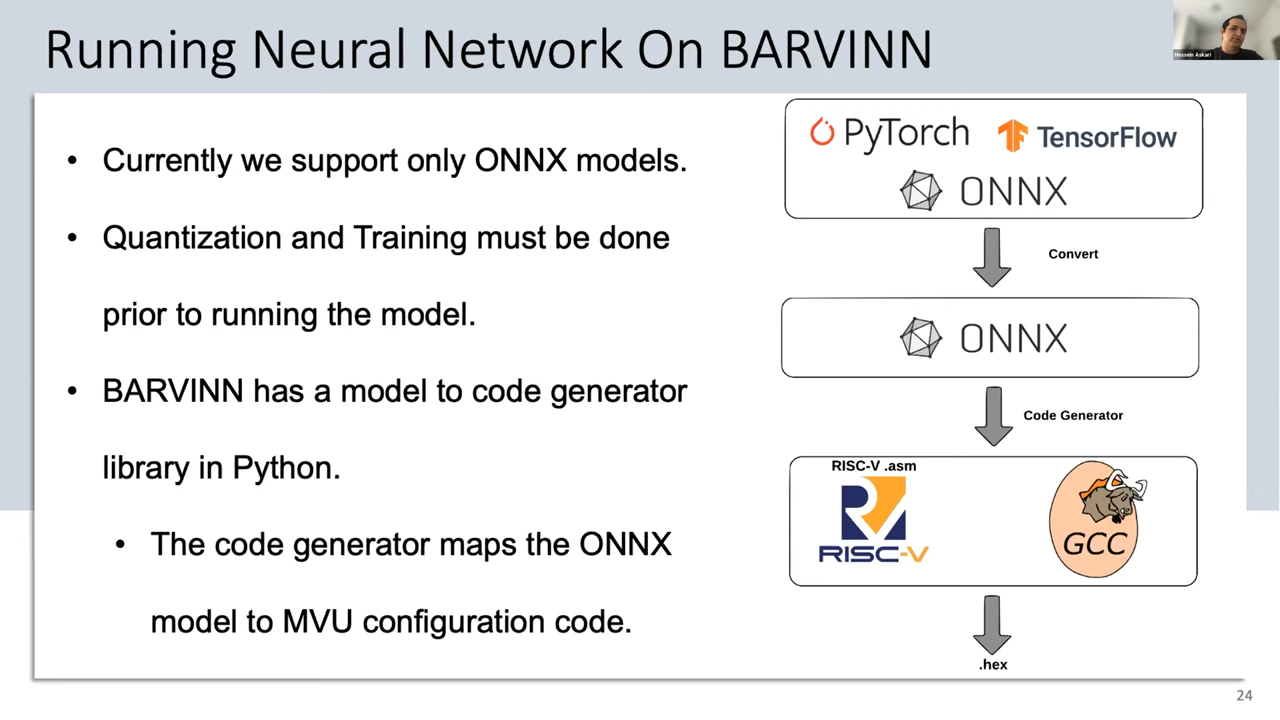 Running Neural Network On BARVINN
Hossein Askari
• Currently we support only ONNX models.
• Quantization and Training must be done
prior to running the model.
• BARVINN has a model to code generator
library in Python.
• The code generator maps the ONNX
model to MVU configuration code.
PyTorch
TensorFlow
ONNX
Convert
ONNX
Code Generator
RISC-V .asm
RISC-V
GCC
.hex
24